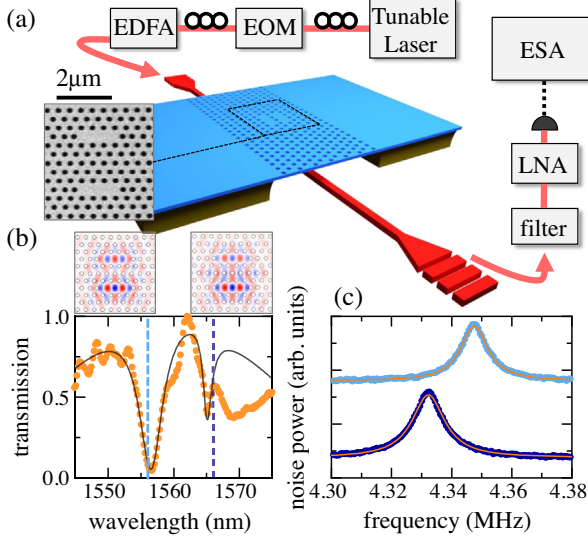 (a)
EDFA
EOM
Tunable
Laser
ESA
2μm
LNA
filter
(b)
(c)
transmission
1.0
0.5
0.0
1550
1560
1570
wavelength (nm)
noise power (arb. units)
4.30
4.32
4.34
4.36
4.38
frequency (MHz)